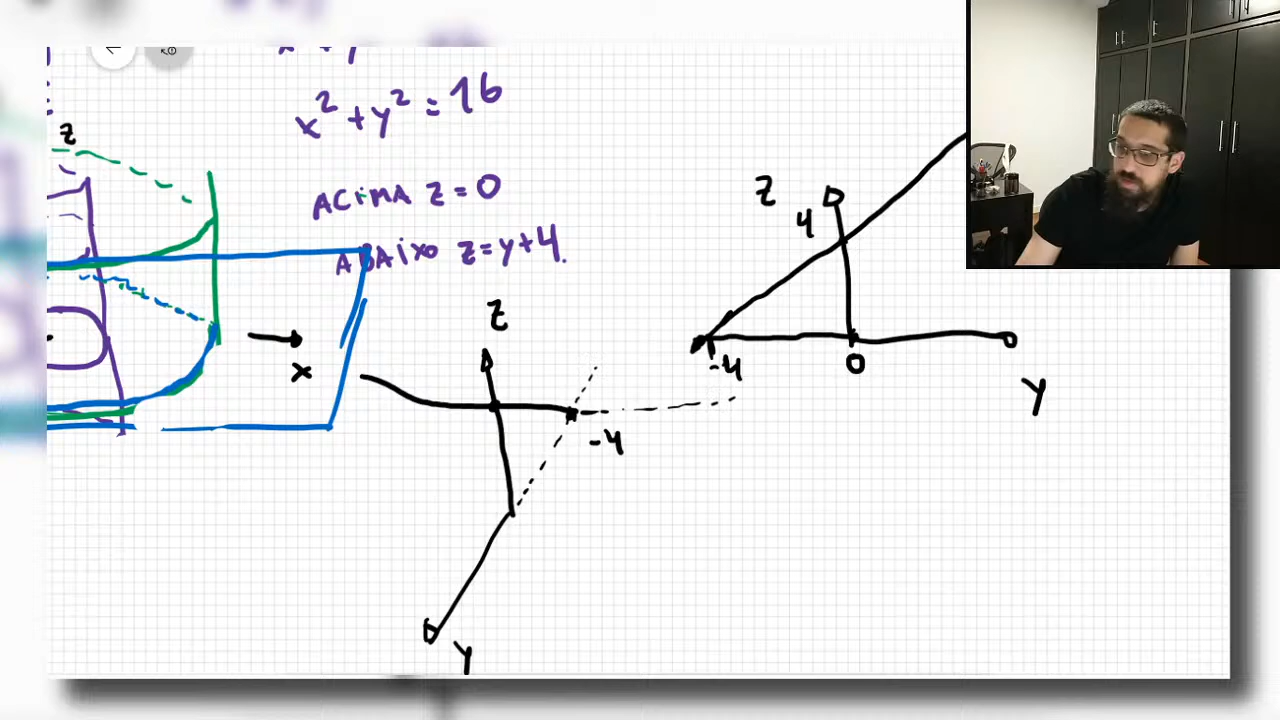 x² + y² = 16
z
ACIMA z = 0
ABAIXO z = y + 4.
x
z
-4
y
z
4
-4
0
y